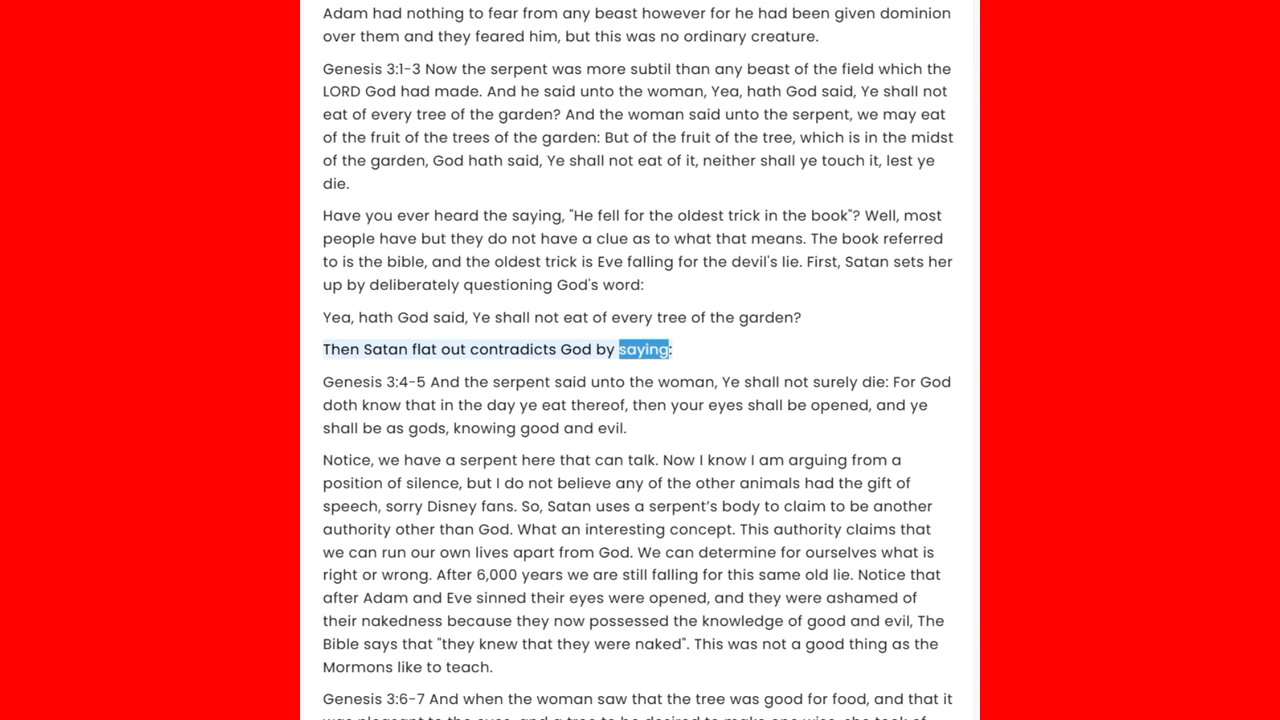 Adam had nothing to fear from any beast however for he had been given dominion
over them and they feared him, but this was no ordinary creature.
Genesis 3:1-3 Now the serpent was more subtil than any beast of the field which the
LORD God had made. And he said unto the woman, Yea, hath God said, Ye shall not
eat of every tree of the garden? And the woman said unto the serpent, we may eat
of the fruit of the trees of the garden: But of the fruit of the tree, which is in the midst
of the garden, God hath said, Ye shall not eat of it, neither shall ye touch it, lest ye
die.
Have you ever heard the saying, "He fell for the oldest trick in the book"? Well, most
people have but they do not have a clue as to what that means. The book referred
to is the bible, and the oldest trick is Eve falling for the devil's lie. First, Satan sets her
up by deliberately questioning God's word:
Yea, hath God said, Ye shall not eat of every tree of the garden?
Then Satan flat out contradicts God by saying:
Genesis 3:4-5 And the serpent said unto the woman, Ye shall not surely die: For God
doth know that in the day ye eat thereof, then your eyes shall be opened, and ye
shall be as gods, knowing good and evil.
Notice, we have a serpent here that can talk. Now I know I am arguing from a
position of silence, but I do not believe any of the other animals had the gift of
speech, sorry Disney fans. So, Satan uses a serpent’s body to claim to be another
authority other than God. What an interesting concept. This authority claims that
we can run our own lives apart from God. We can determine for ourselves what is
right or wrong. After 6,000 years we are still falling for this same old lie. Notice that
after Adam and Eve sinned their eyes were opened, and they were ashamed of
their nakedness because they now possessed the knowledge of good and evil, The
Bible says that "they knew that they were naked". This was not a good thing as the
Mormons like to teach.
Genesis 3:6-7 And when the woman saw that the tree was good for food, and that it
was pleasant to the eyes, and a tree to be desired to make one wise, she took of